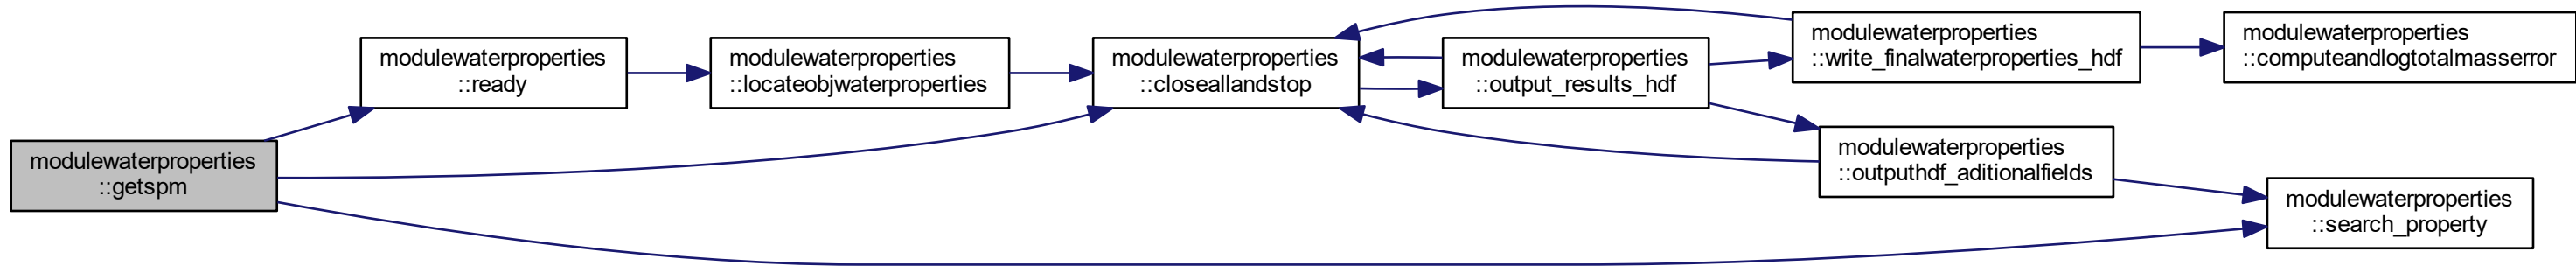 modulewaterproperties
::getspm
modulewaterproperties
::ready
modulewaterproperties
::locateobjwaterproperties
modulewaterproperties
::closeallandstop
modulewaterproperties
::output_results_hdf
modulewaterproperties
::write_finalwaterproperties_hdf
modulewaterproperties
::computeandlogtotalmasserror
modulewaterproperties
::outputhdf_aditionalfields
modulewaterproperties
::search_property